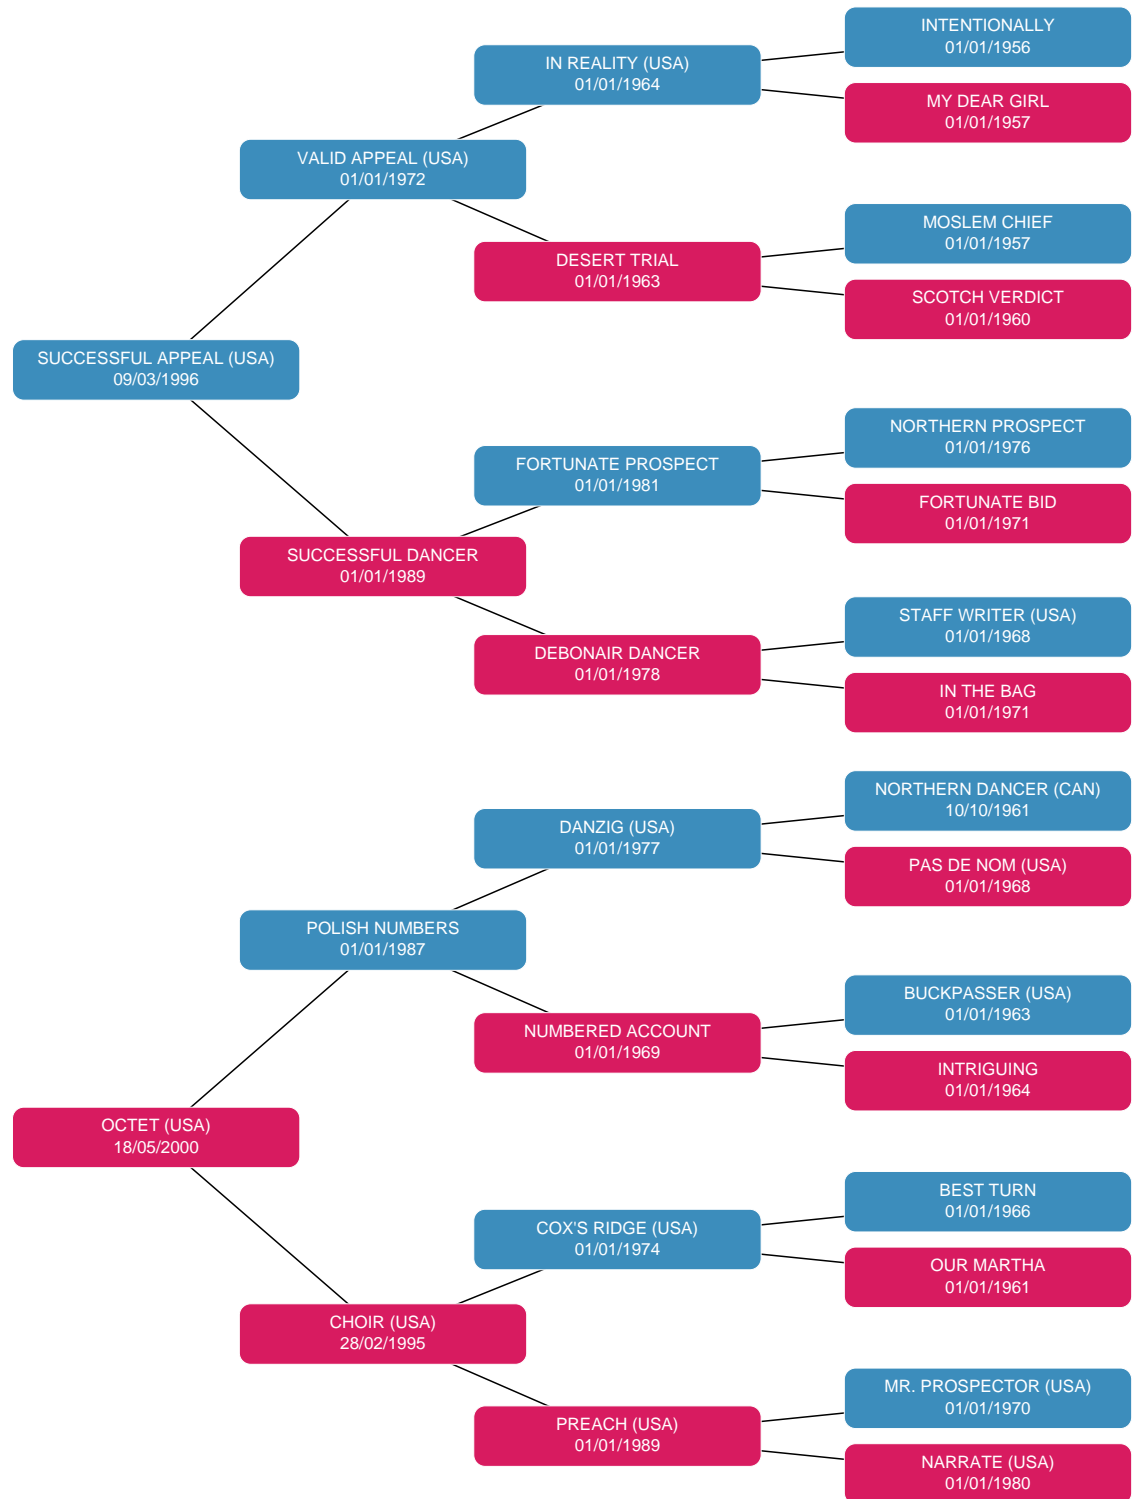 INTENTIONALLY
01/01/1956
IN REALITY (USA)
01/01/1964
MY DEAR GIRL
01/01/1957
VALID APPEAL (USA)
01/01/1972
MOSLEM CHIEF
01/01/1957
DESERT TRIAL
01/01/1963
SCOTCH VERDICT
01/01/1960
SUCCESSFUL APPEAL (USA)
09/03/1996
NORTHERN PROSPECT
01/01/1976
FORTUNATE PROSPECT
01/01/1981
FORTUNATE BID
01/01/1971
SUCCESSFUL DANCER
01/01/1989
STAFF WRITER (USA)
01/01/1968
DEBONAIR DANCER
01/01/1978
IN THE BAG
01/01/1971
NORTHERN DANCER (CAN)
10/10/1961
DANZIG (USA)
01/01/1977
PAS DE NOM (USA)
01/01/1968
POLISH NUMBERS
01/01/1987
BUCKPASSER (USA)
01/01/1963
NUMBERED ACCOUNT
01/01/1969
INTRIGUING
01/01/1964
OCTET (USA)
18/05/2000
BEST TURN
01/01/1966
COX'S RIDGE (USA)
01/01/1974
OUR MARTHA
01/01/1961
CHOIR (USA)
28/02/1995
MR. PROSPECTOR (USA)
01/01/1970
PREACH (USA)
01/01/1989
NARRATE (USA)
01/01/1980